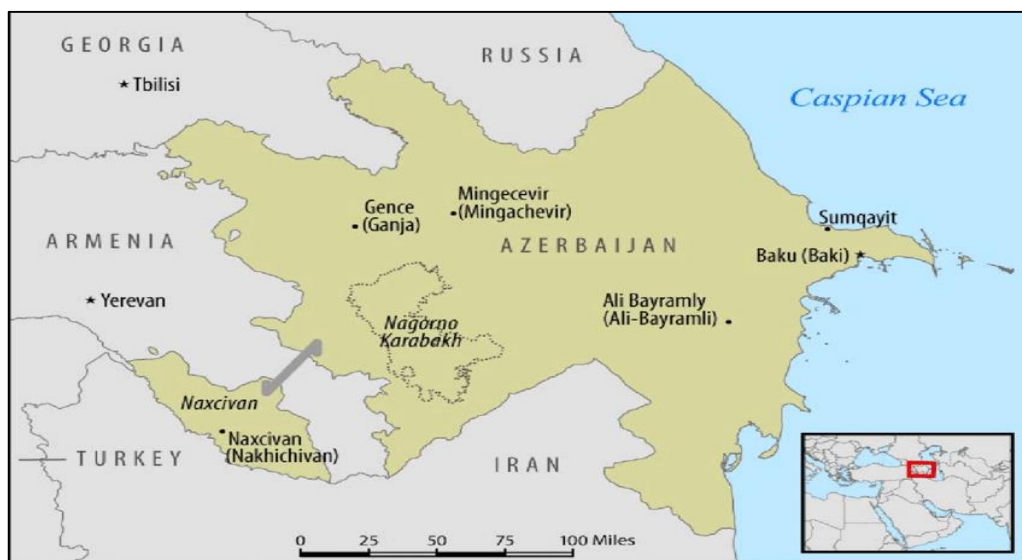 GEORGIA
Tbilisi
RUSSIA
Caspian Sea
Mingecevir
(Mingachevir)
Gence
(Ganja)
Sumqayit
ARMENIA
AZERBAIJAN
Baku (Baki)
Yerevan
Ali Bayramly
(Ali-Bayramli)
Nagorno
Karabakh
Naxcivan
Naxcivan
(Nakhichivan)
TURKEY
IRAN
0 25 50 75 100 Miles